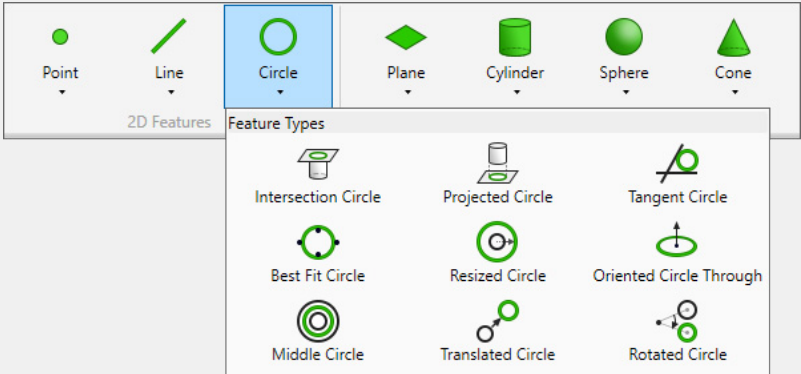 Point Line Circle Plane Cylinder Sphere Cone
2D Features
Feature Types
Intersection Circle Projected Circle Tangent Circle
Best Fit Circle Resized Circle Oriented Circle Through
Middle Circle Translated Circle Rotated Circle